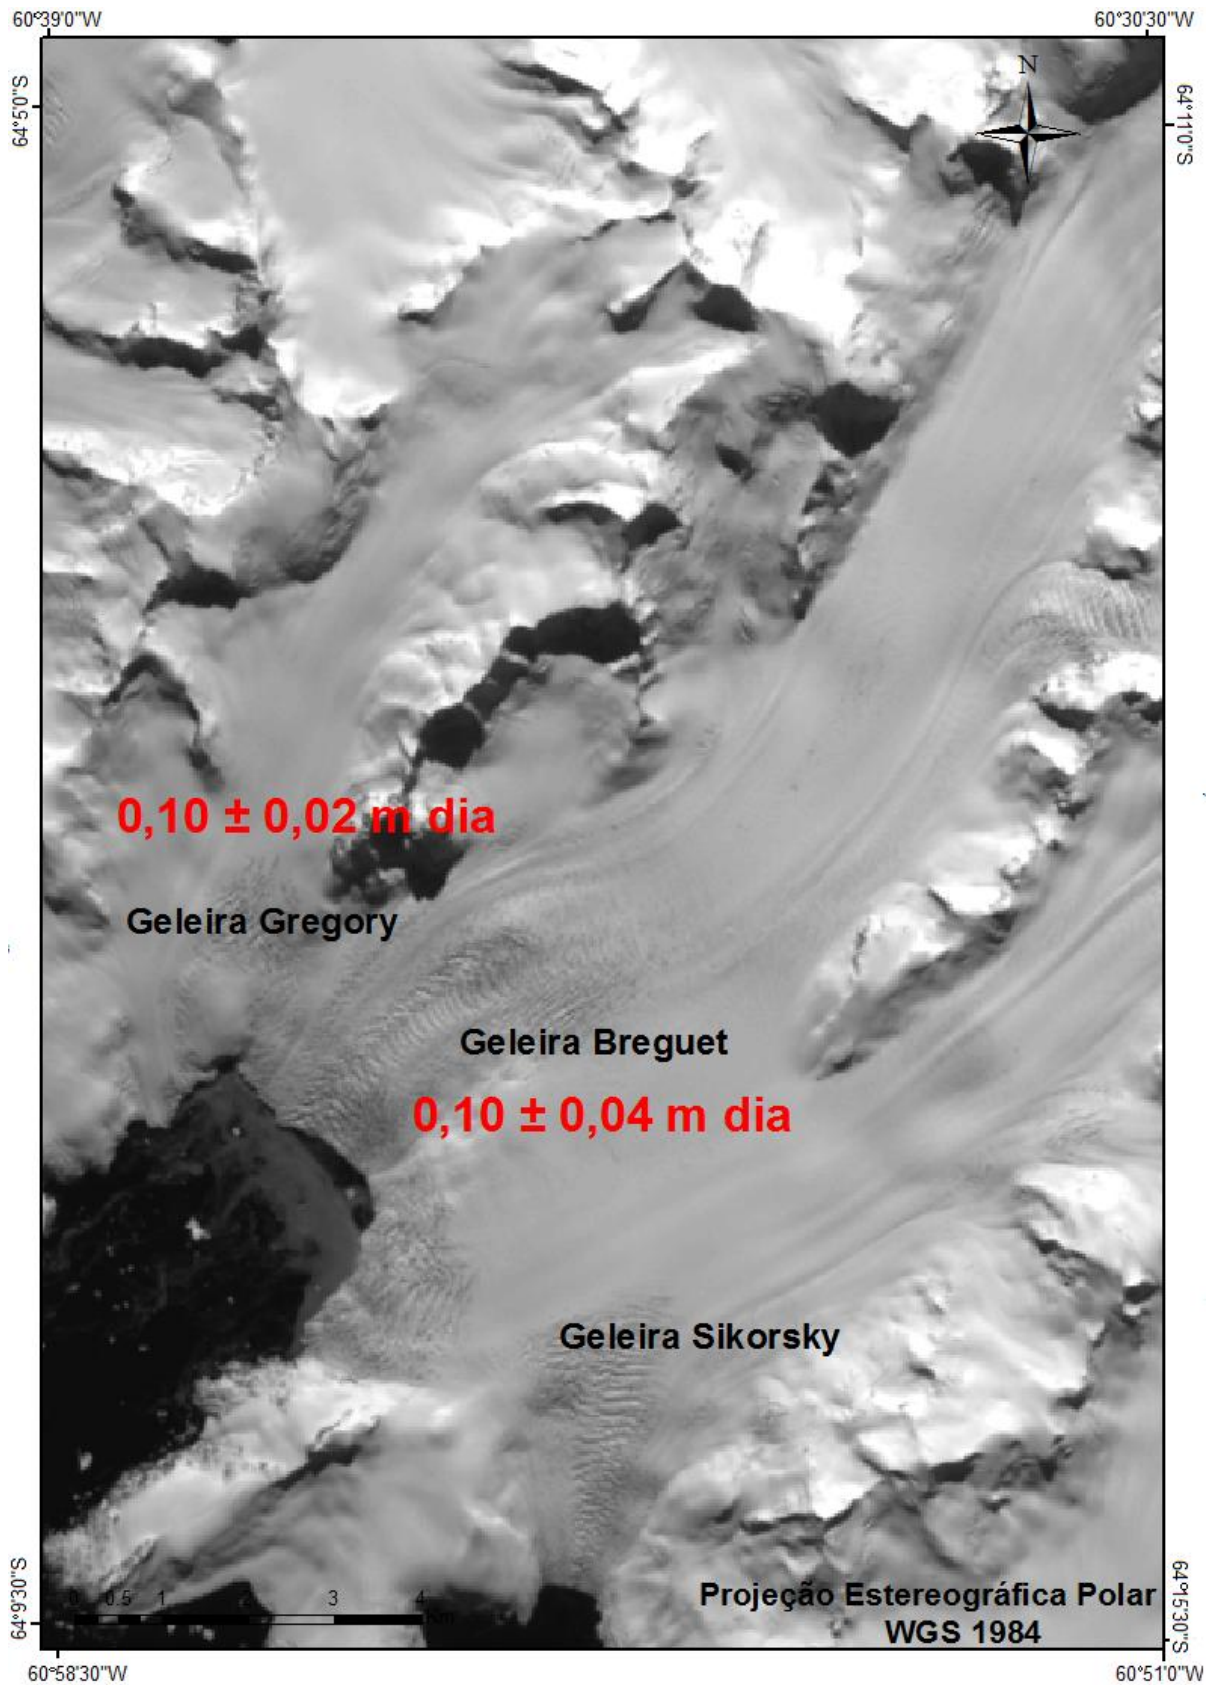 60°39'0"W
60°30'30"W
64°5'0"S
N
64°11'0"S
0,10 ± 0,02 m dia
Geleira Gregory
Geleira Breguet
0,10 ± 0,04 m dia
Geleira Sikorsky
0 0.5 1 2 3 4
Km
Projeção Estereográfica Polar
WGS 1984
64°9'30"S
64°15'30"S
60°58'30"W
60°51'0"W